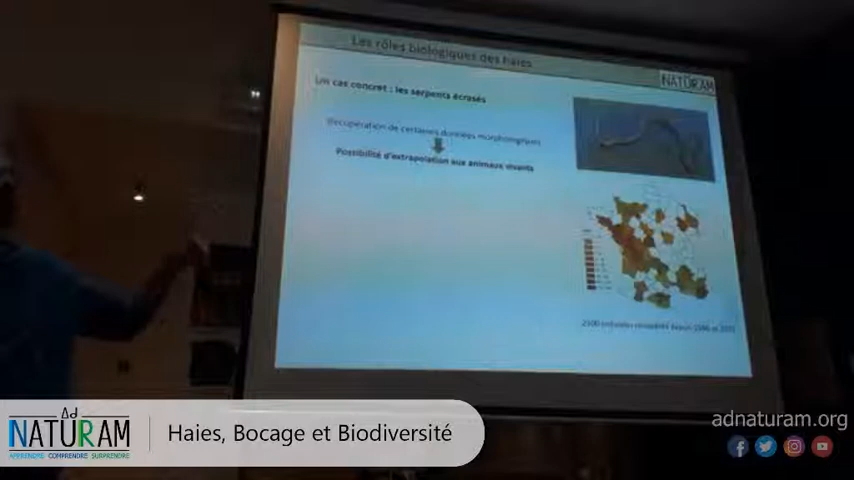 Les rôles biologiques des haies
NATURAM
Un cas concret : les serpents écrasés
Récupération de certaines données morphologiques
Possibilité d'extrapolation aux animaux vivants
Ad
NATURAM
APPRENDRE COMPRENDRE SURPRENDRE
Haies, Bocage et Biodiversité
adnaturam.org